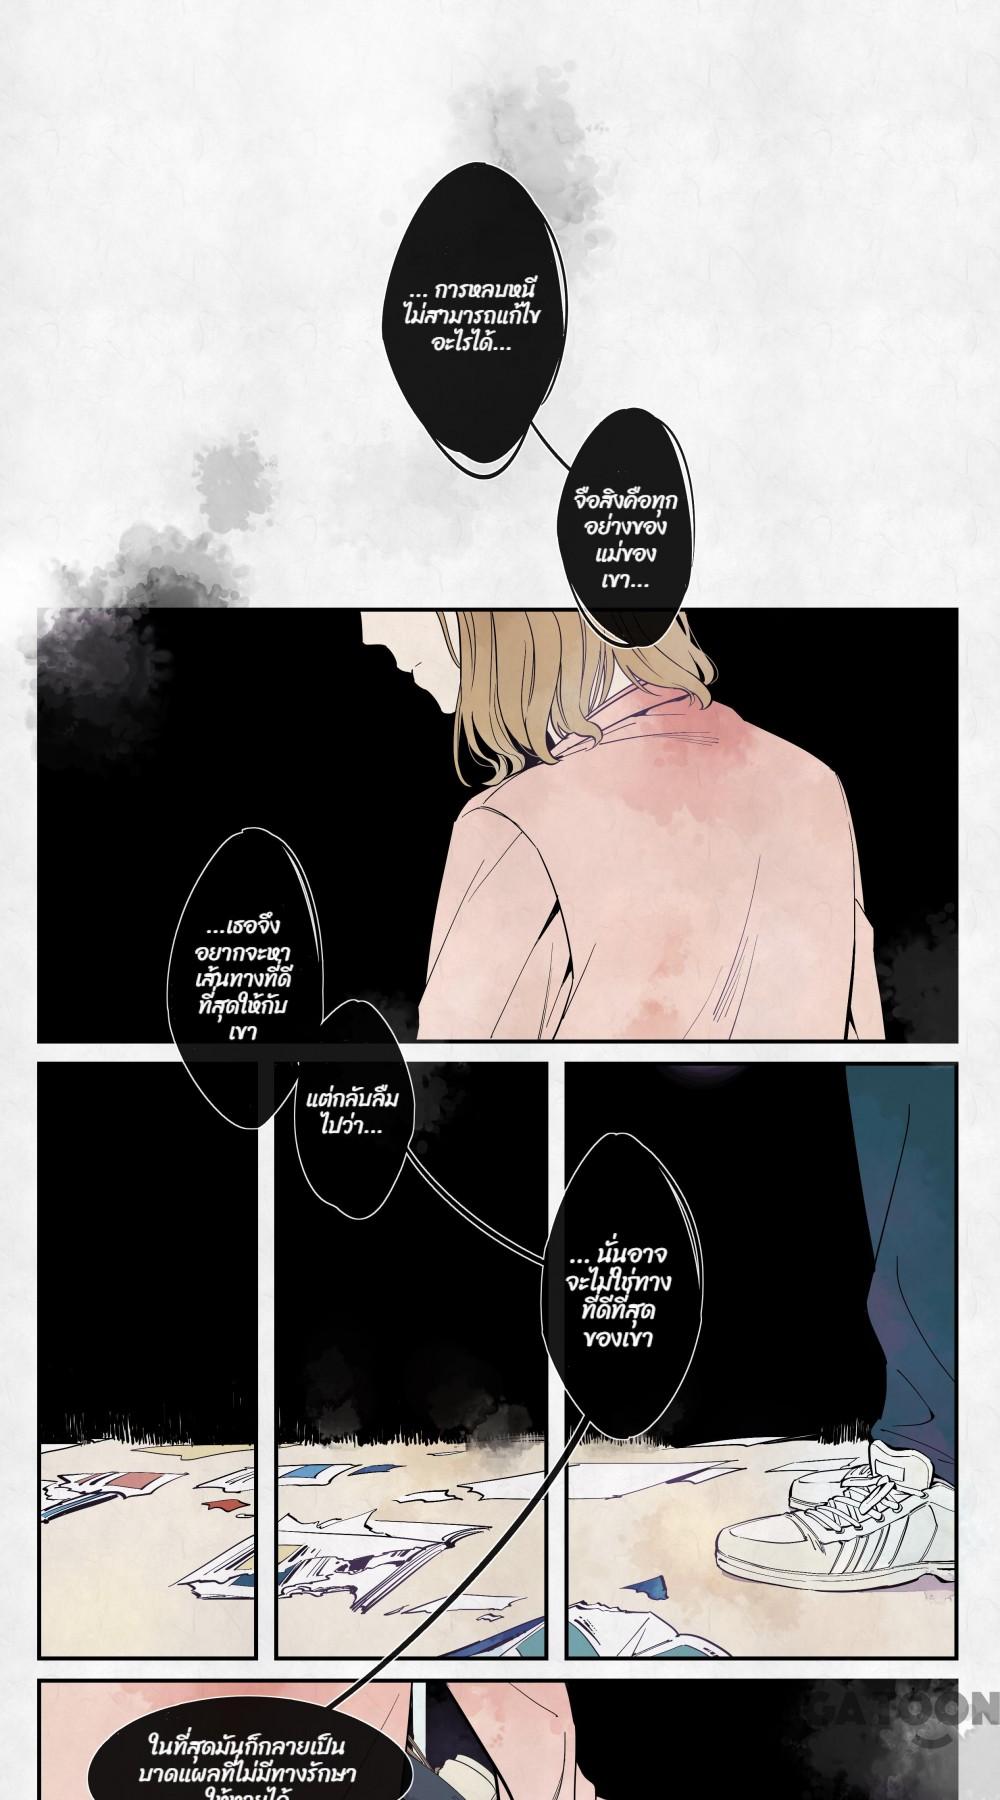 ... การหลบหนี
ไม่สามารถแก้ไข
อะไรได้...
จือสิงคือทุก
อย่างของ
แม่ของ
เขา...
...เธอจึง
อยากจะหา
เส้นทางที่ดี
ที่สุดให้กับ
เขา
แต่กลับลืม
ไปว่า...
... นั่นอาจ
จะไม่ใช่ทาง
ที่ดีที่สุด
ของเขา
ในที่สุดมันก็กลายเป็น
บาดแผลที่ไม่มีทางรักษา
ให้หายได้
GATOON